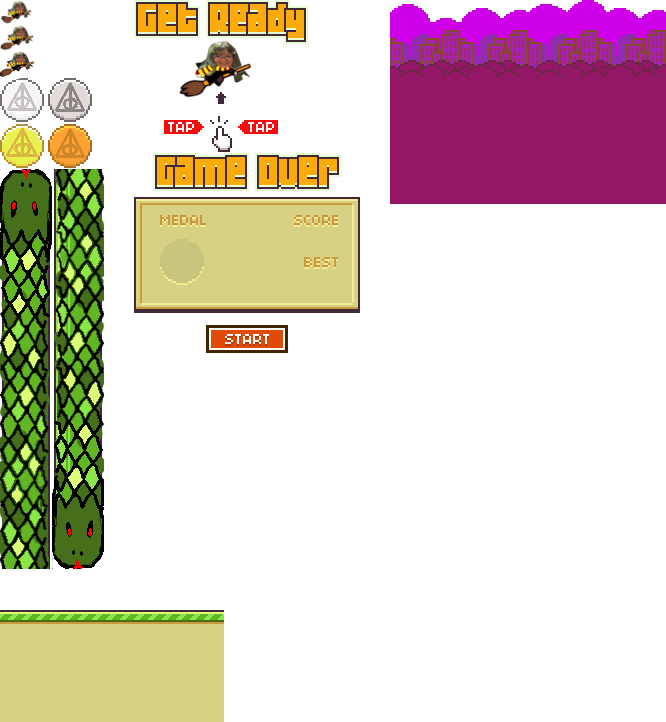 Get Ready
TAP TAP
Game Over
MEDAL SCORE
BEST
START